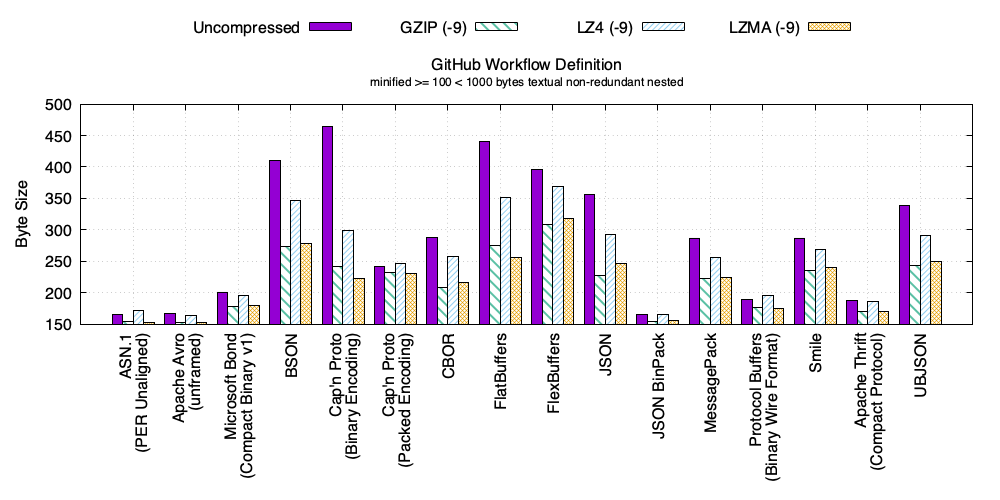 Uncompressed GZIP (-9) LZ4 (-9) LZMA (-9)
GitHub Workflow Definition
minified >= 100 < 1000 bytes textual non-redundant nested
Byte Size
500
450
400
350
300
250
200
150
ASN.1
(PER Unaligned)
Apache Avro
(unframed)
Microsoft Bond
(Compact Binary v1)
BSON
Cap'n Proto
(Binary Encoding)
Cap'n Proto
(Packed Encoding)
CBOR
FlatBuffers
FlexBuffers
JSON
JSON BinPack
MessagePack
Protocol Buffers
(Binary Wire Format)
Smile
Apache Thrift
(Compact Protocol)
UBJSON